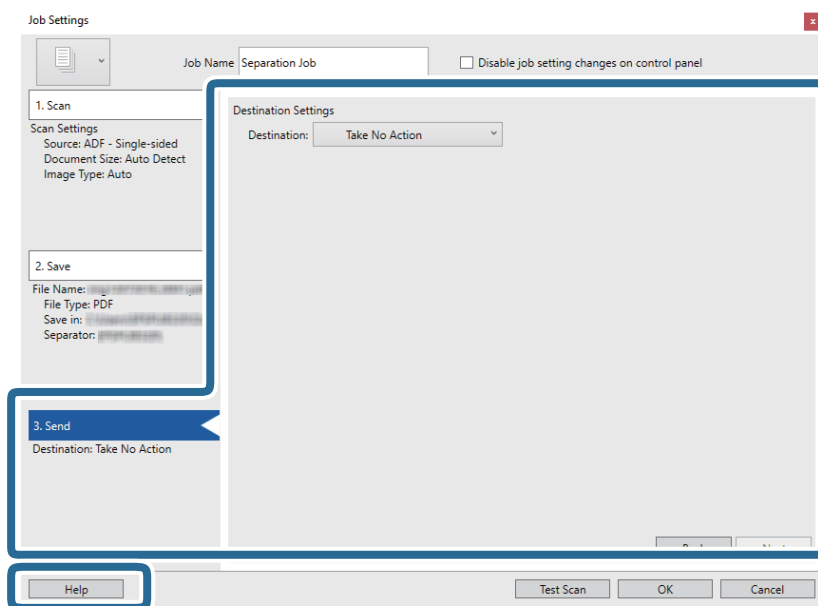 Job Settings
Job Name Separation Job Disable job setting changes on control panel
1. Scan
Scan Settings
Source: ADF - Single-sided
Document Size: Auto Detect
Image Type: Auto
2. Save
File Name:
File Type: PDF
Save in:
Separator:
3. Send
Destination: Take No Action
Destination Settings
Destination: Take No Action
Help
Test Scan
OK
Cancel